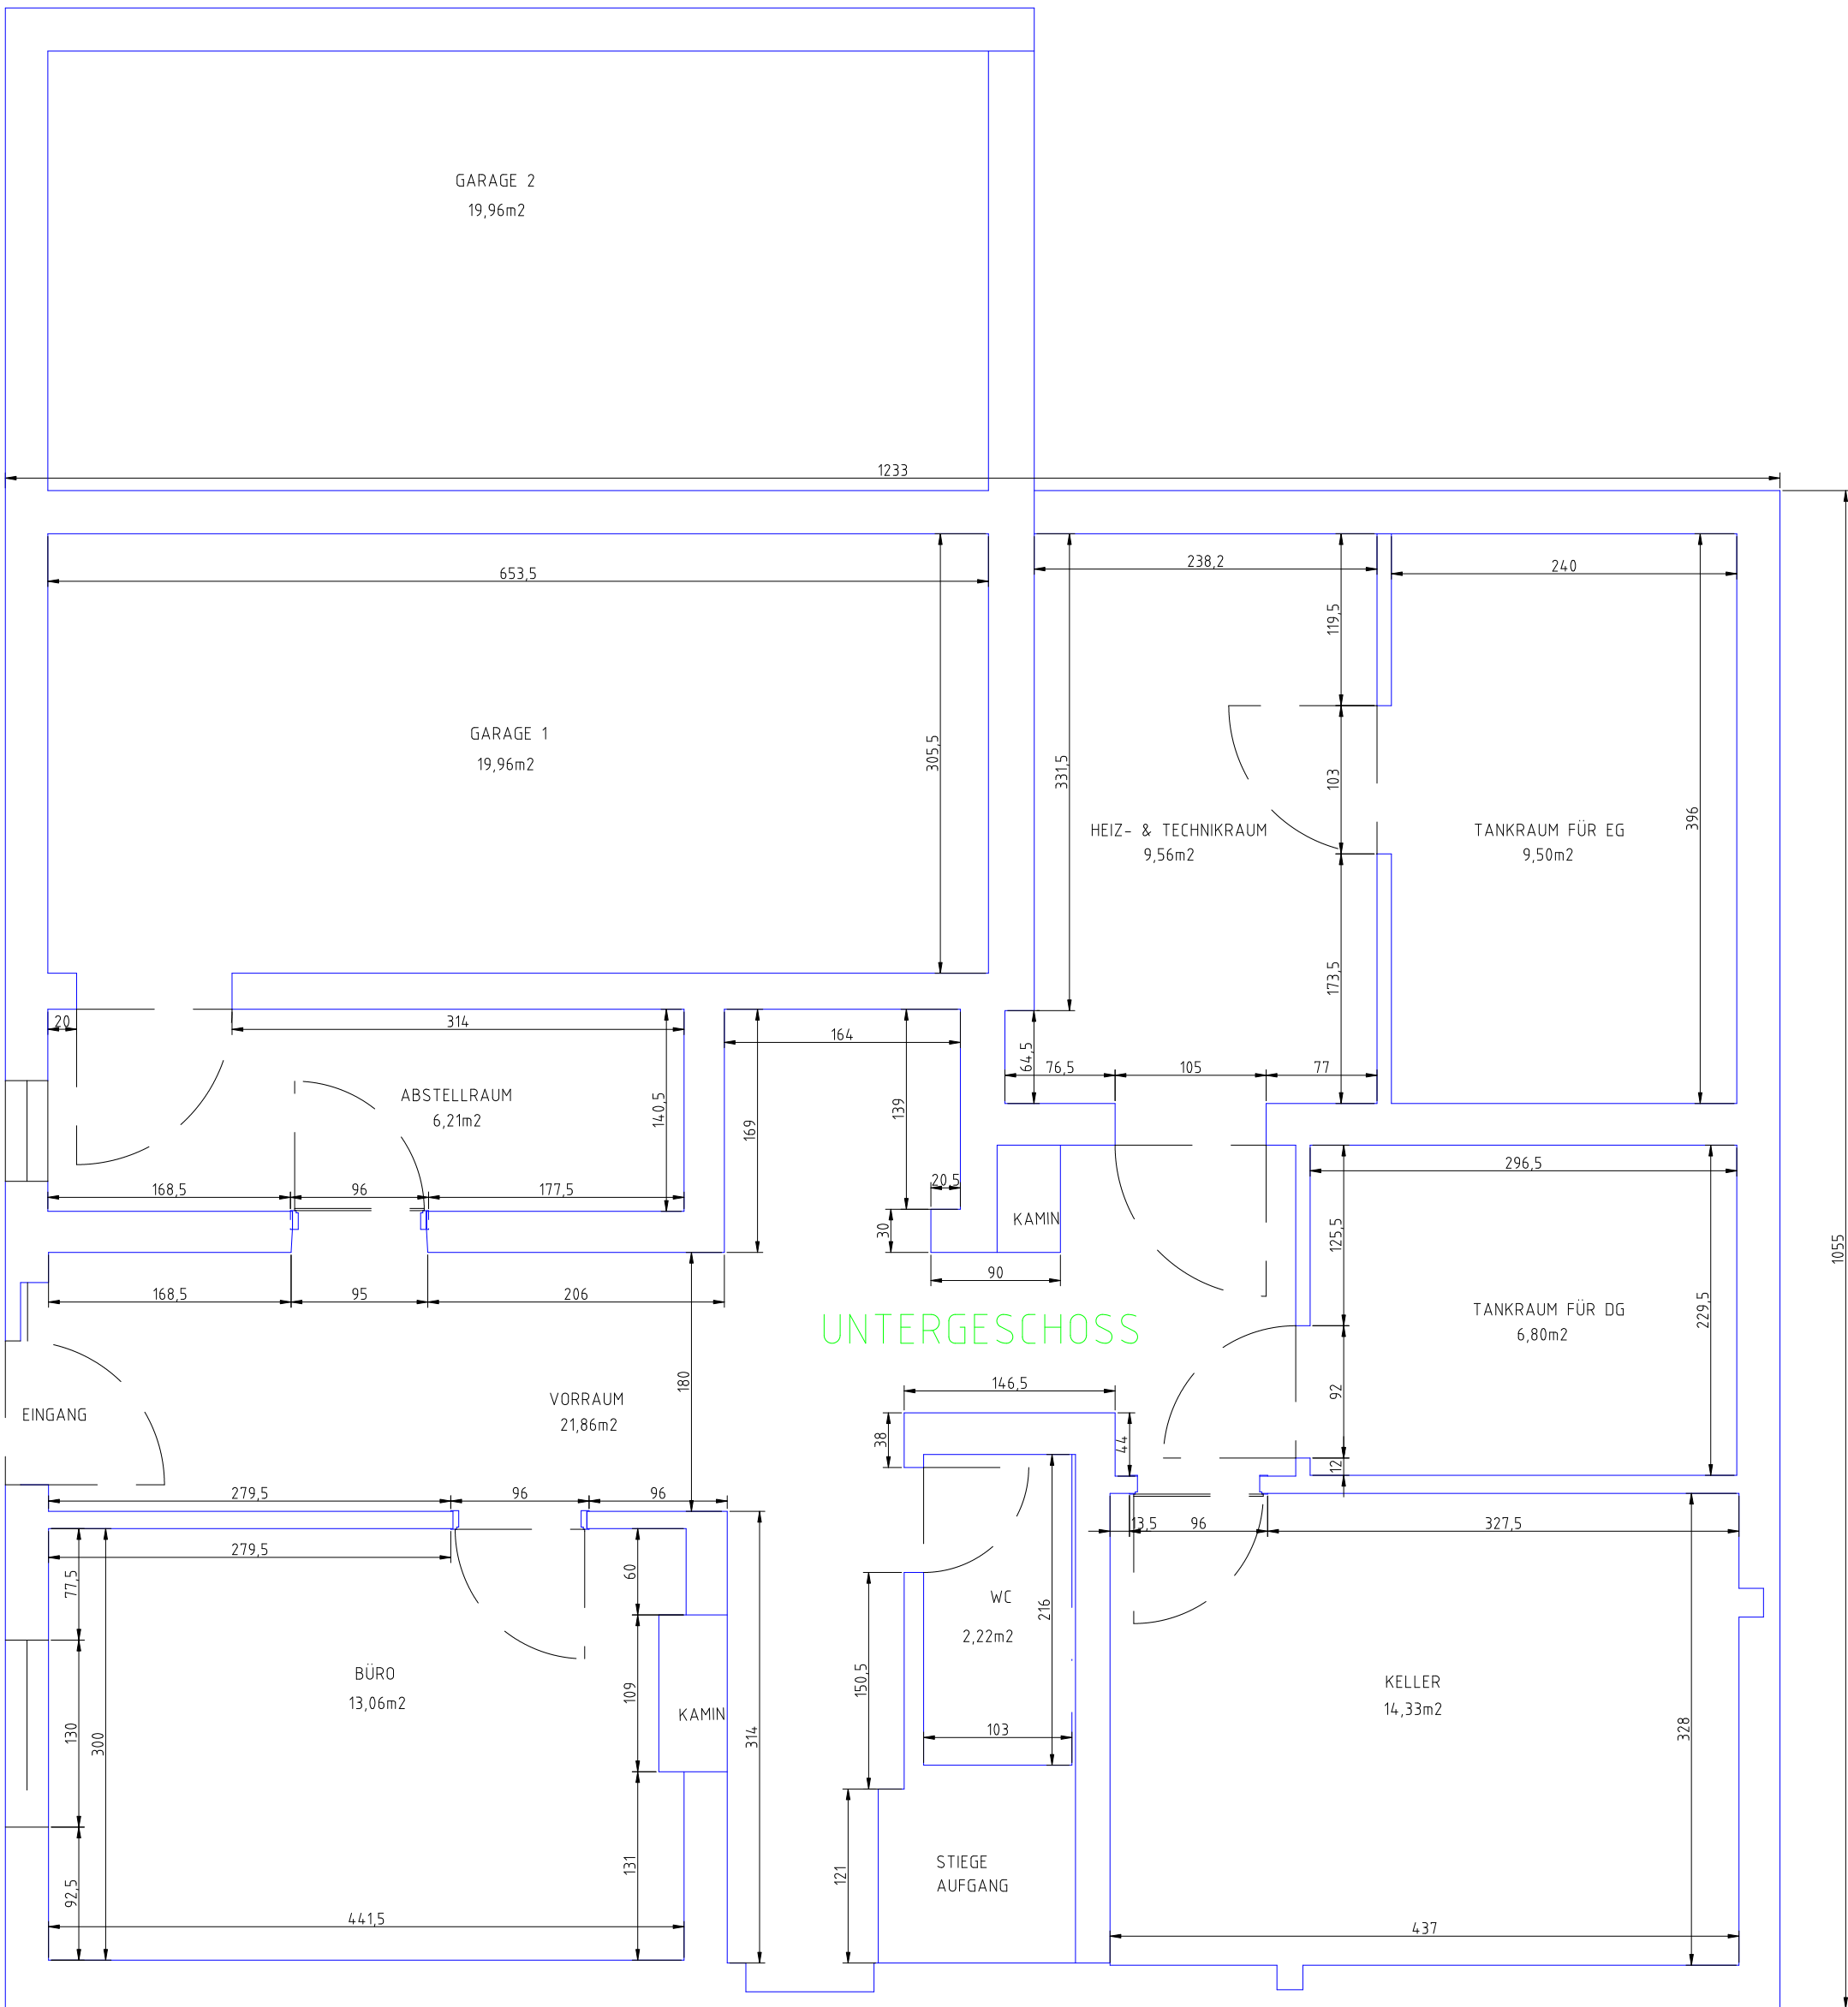 GARAGE 2
19,96m2
1233
653,5
238,2
240
119,5
GARAGE 1
19,96m2
305,5
331,5
103
396
HEIZ- & TECHNIKRAUM
9,56m2
TANKRAUM FÜR EG
9,50m2
173,5
20
314
164
64,5
76,5
105
77
ABSTELLRAUM
6,21m2
140,5
169
139
168,5
96
177,5
20,5
30
KAMIN
296,5
125,5
1055
90
168,5
95
206
UNTERGESCHOSS
TANKRAUM FÜR DG
6,80m2
229,5
EINGANG
VORRAUM
21,86m2
180
146,5
38
44
92
12
279,5
96
96
13,5
96
327,5
279,5
77,5
60
WC
2,22m2
216
150,5
BÜRO
13,06m2
109
KAMIN
130
300
314
103
KELLER
14,33m2
328
STIEGE
AUFGANG
121
131
92,5
441,5
437